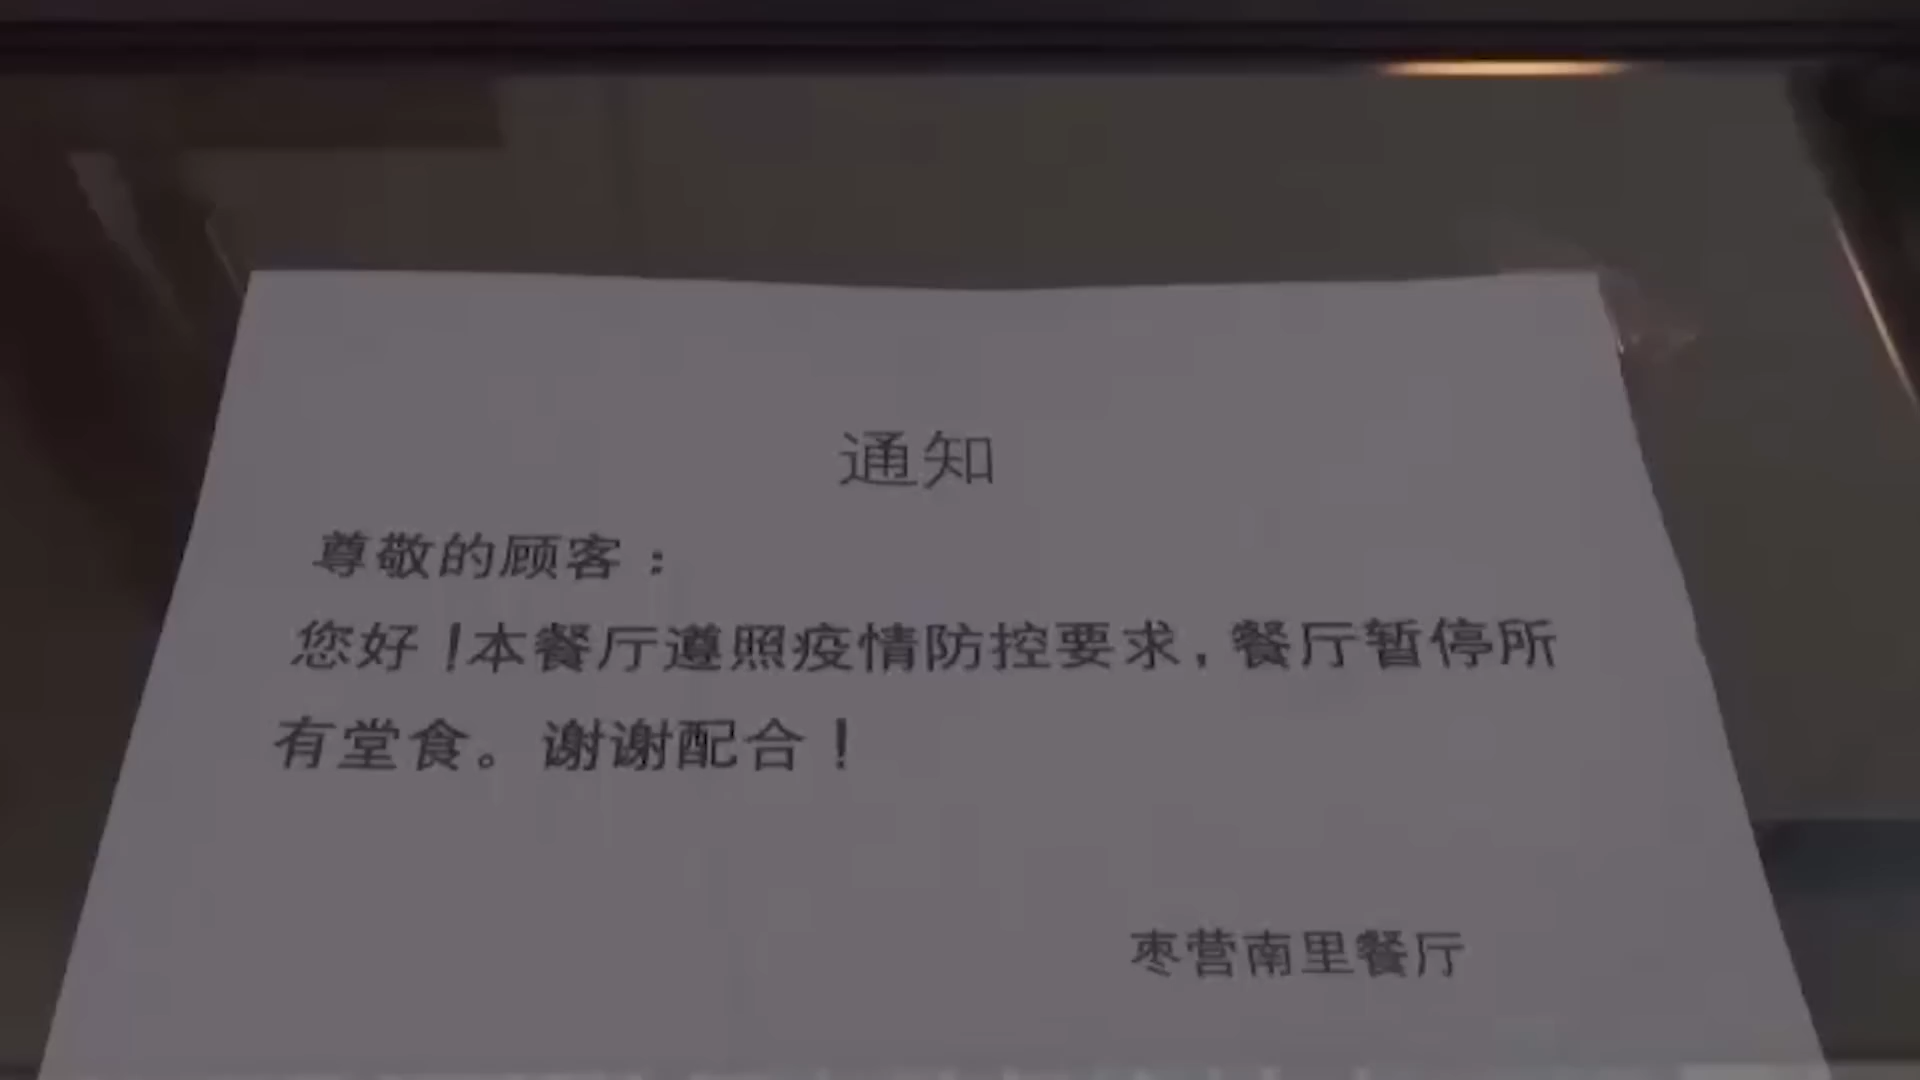 通知
尊敬的顾客：
您好！本餐厅遵照疫情防控要求，餐厅暂停所
有堂食。谢谢配合！
枣营南里餐厅